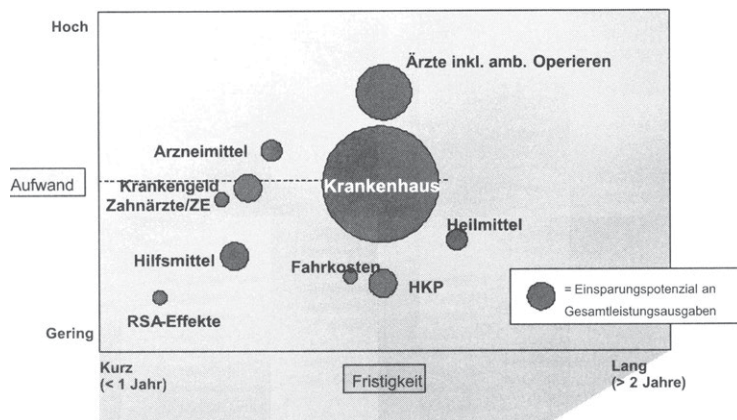 Hoch
Ärzte inkl. amb. Operieren
Arzneimittel
Aufwand
Krankengeld
Krankenhaus
Zahnärzte/ZE
Heilmittel
Hilfsmittel
Fahrkosten
HKP
= Einsparungspotenzial an
Gesamtleistungsausgaben
RSA-Effekte
Gering
Kurz
(< 1 Jahr)
Fristigkeit
Lang
(> 2 Jahre)